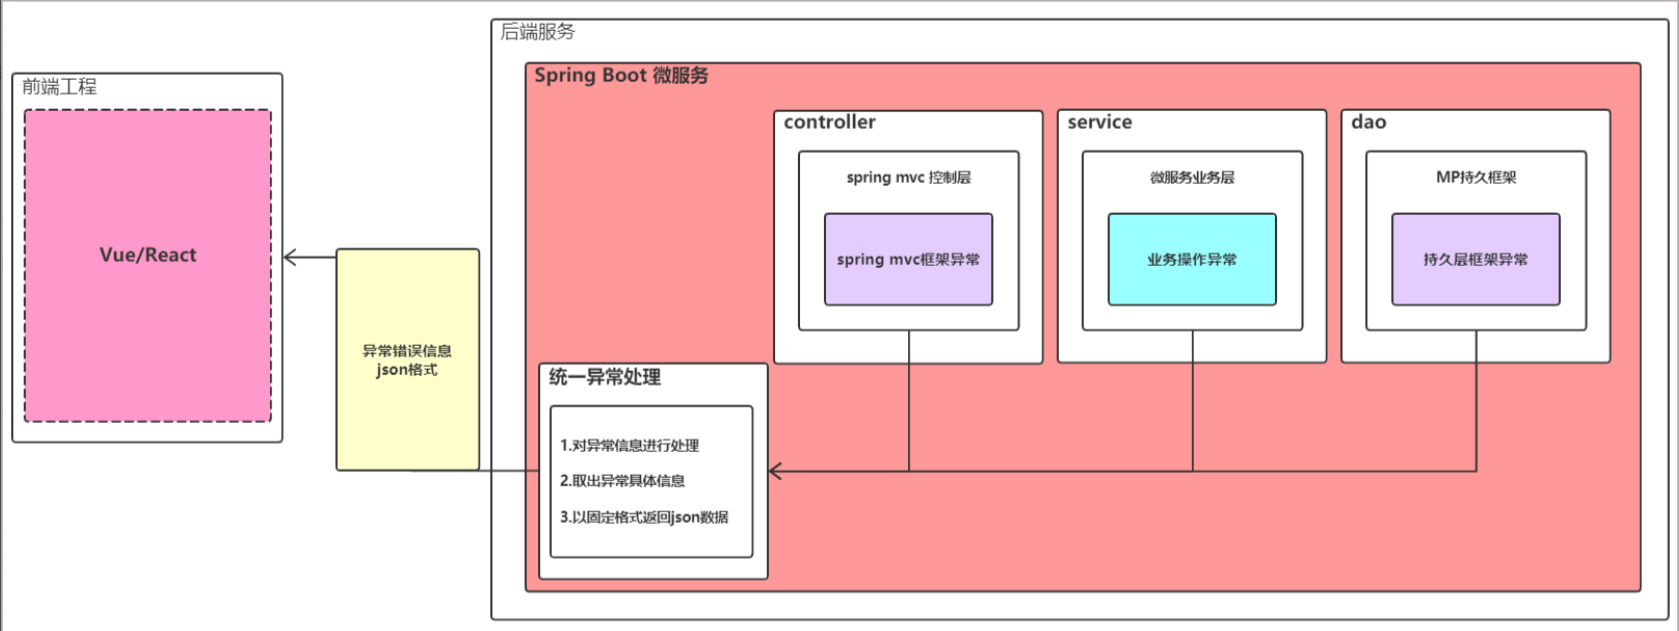 后端服务
前端工程
Spring Boot 微服务
controller
service
dao
spring mvc 控制层
微服务业务层
MP持久框架
Vue/React
spring mvc框架异常
业务操作异常
持久层框架异常
异常错误信息
json格式
统一异常处理
1.对异常信息进行处理
2.取出异常具体信息
3.以固定格式返回json数据